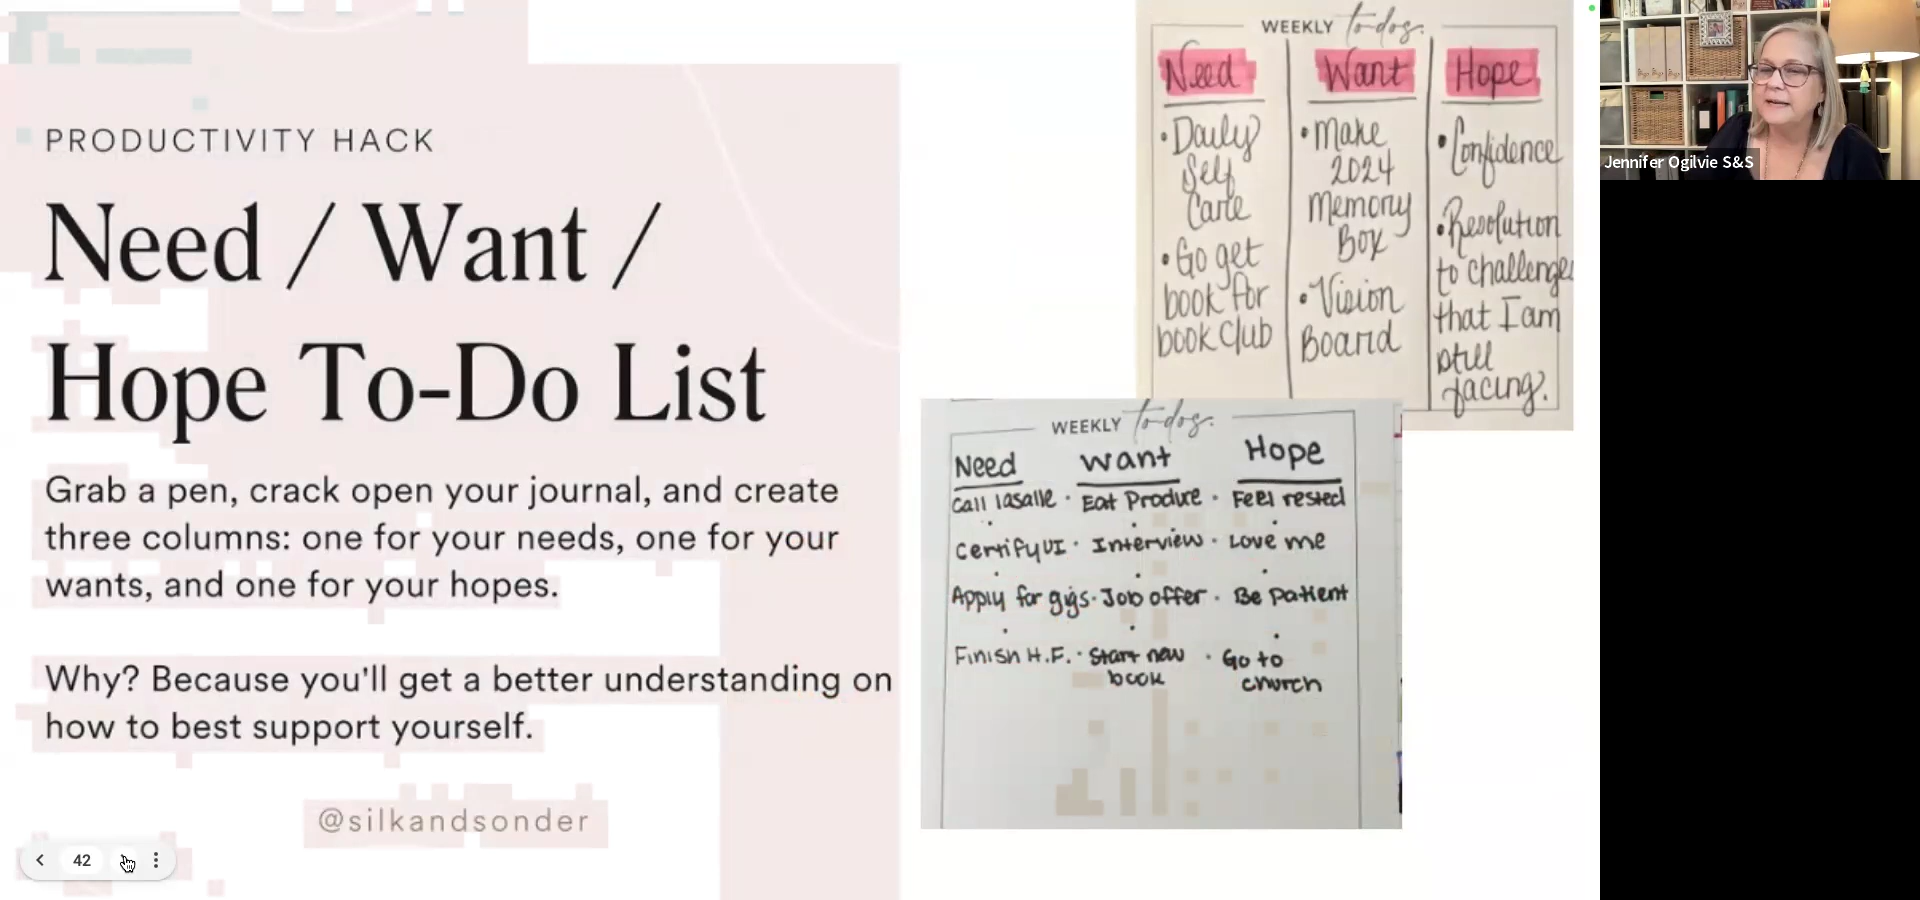 PRODUCTIVITY HACK
Need / Want /
Hope To-Do List
Grab a pen, crack open your journal, and create
three columns: one for your needs, one for your
wants, and one for your hopes.
Why? Because you'll get a better understanding on
how to best support yourself.
@silkandsonder
42
WEEKLY to-dos.
Need
• Daily
Self
Care
• Go get
book for
book club
Want
• Make
2024
Memory
Box
• Vision
Board
Hope
• Confidence
• Resolution
to challenges
that I am
still
facing.
WEEKLY to-dos.
Need Want Hope
Call lasalle · Eat Produce · Feel rested
Certify UI · Interview · Love me
Apply for gigs · Job offer · Be patient
Finish H.F. · Start new · Go to
book church
Jennifer Ogilvie S&S